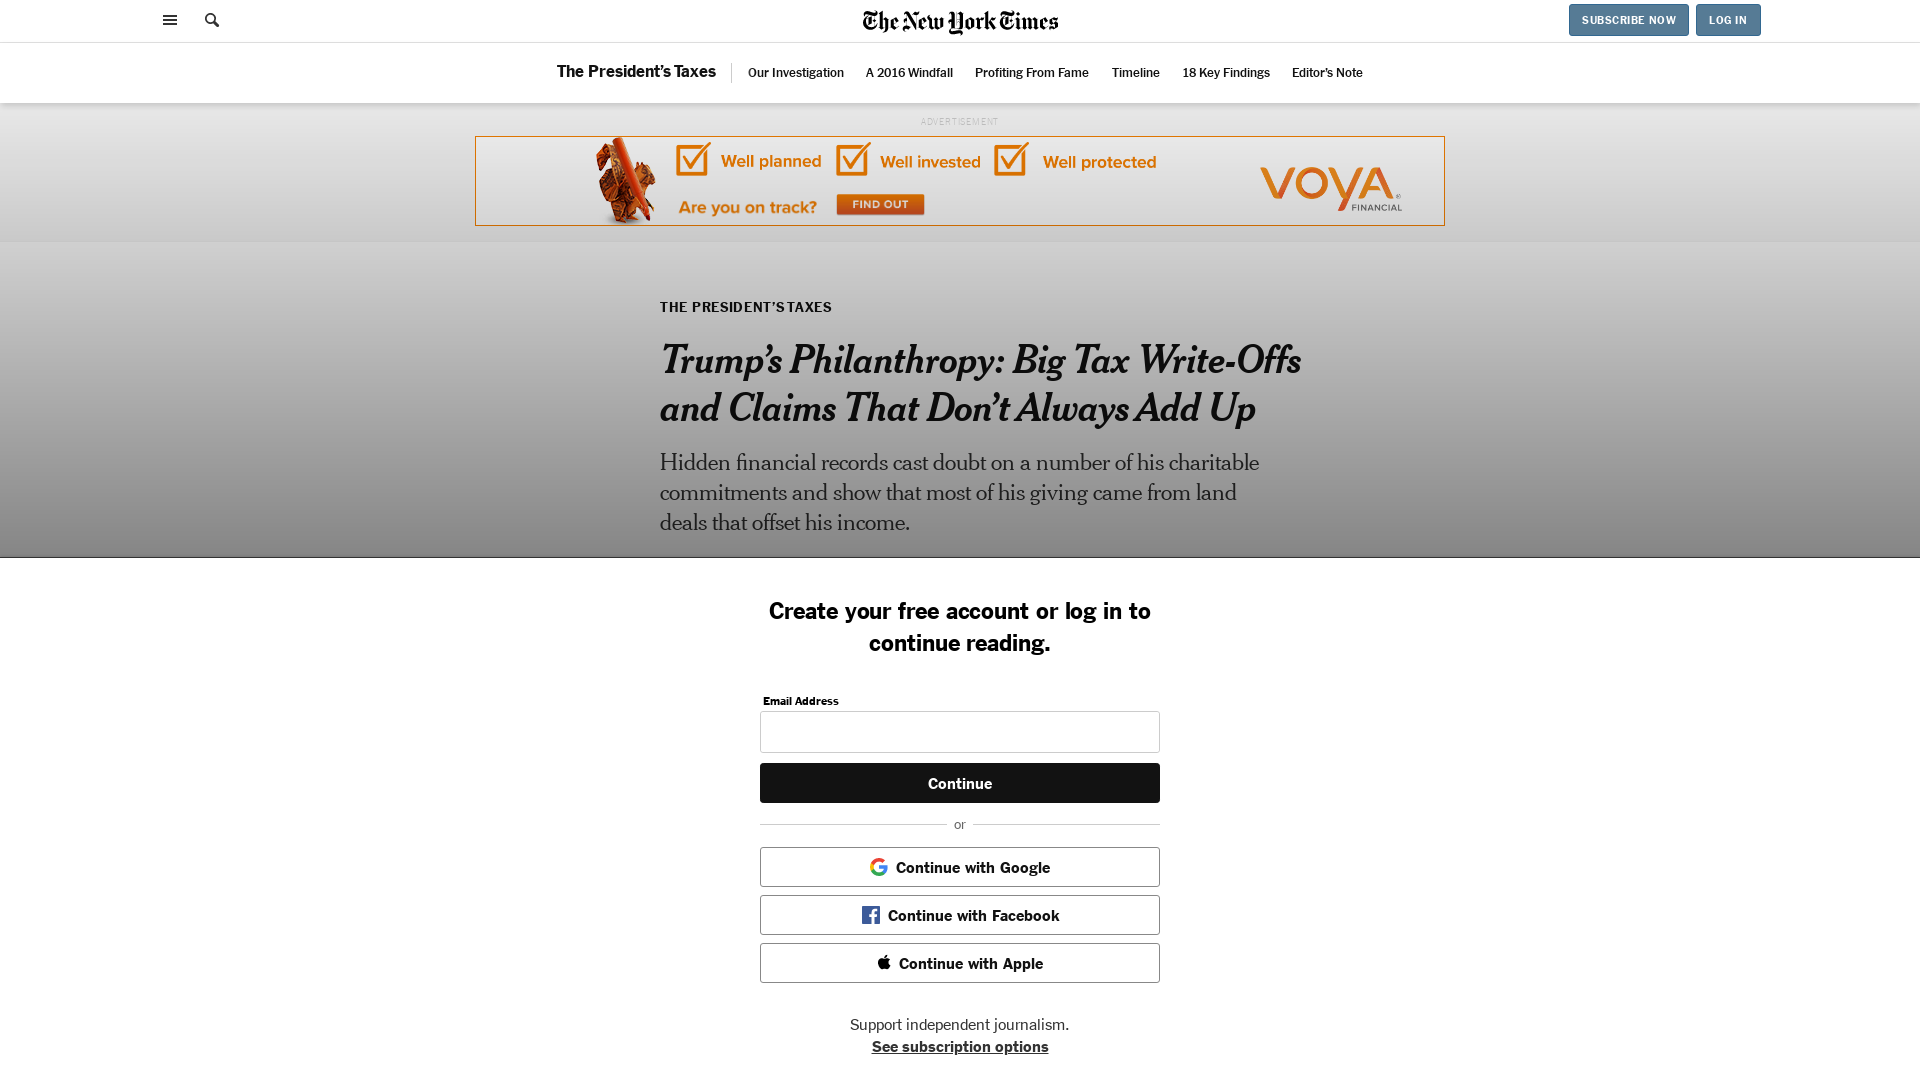 The New York Times
SUBSCRIBE NOW
LOG IN
The President’s Taxes
Our Investigation
A 2016 Windfall
Profiting From Fame
Timeline
18 Key Findings
Editor’s Note
ADVERTISEMENT
Well planned
Well invested
Well protected
Are you on track?
FIND OUT
VOYA
FINANCIAL
THE PRESIDENT’S TAXES
Trump’s Philanthropy: Big Tax Write-Offs
and Claims That Don’t Always Add Up
Hidden financial records cast doubt on a number of his charitable
commitments and show that most of his giving came from land
deals that offset his income.
Create your free account or log in to
continue reading.
Email Address
Continue
or
Continue with Google
Continue with Facebook
Continue with Apple
Support independent journalism.
See subscription options